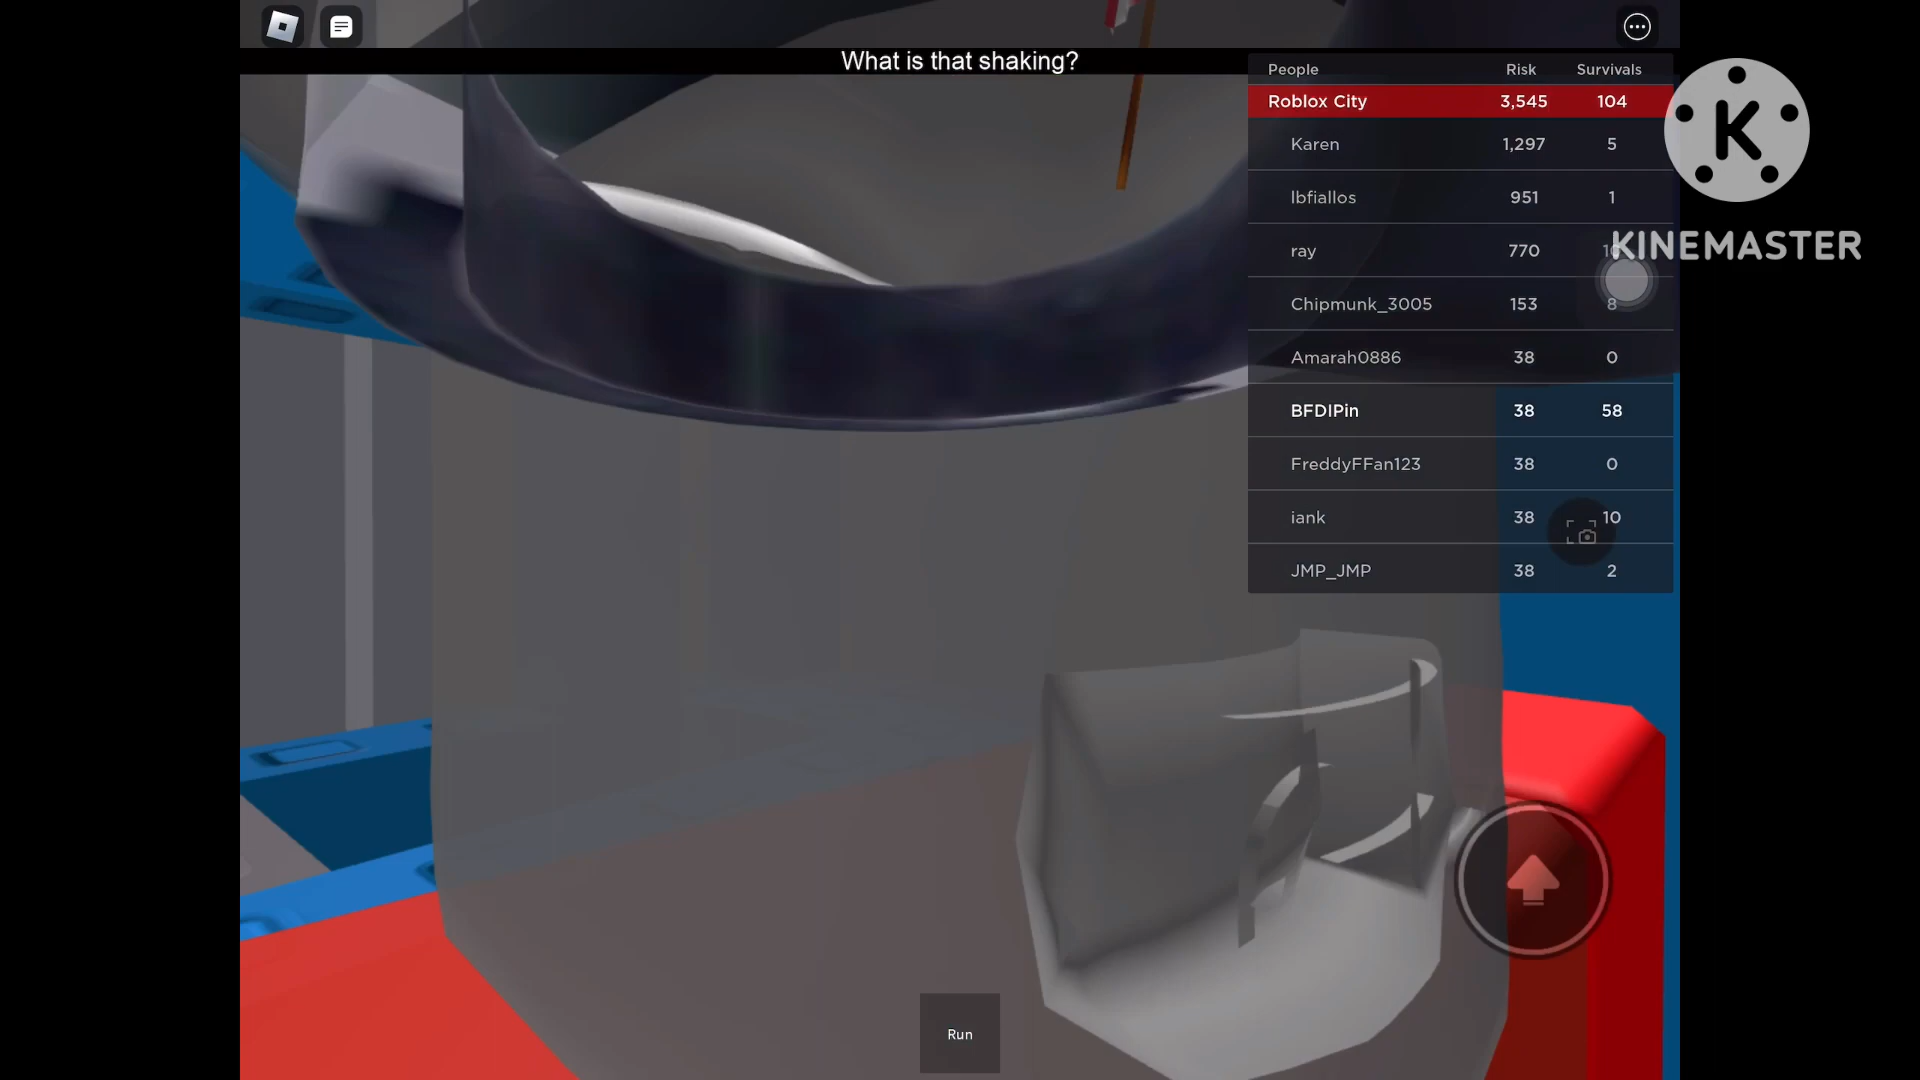 What is that shaking?
People Risk Survivals
Roblox City 3,545 104
Karen 1,297 5
lbfiallos 951 1
ray 770
Chipmunk_3005 153 8
Amarah0886 38 0
BFDIPin 38 58
FreddyFFan123 38 0
iank 38 10
JMP_JMP 38 2
K
KINEMASTER
Run